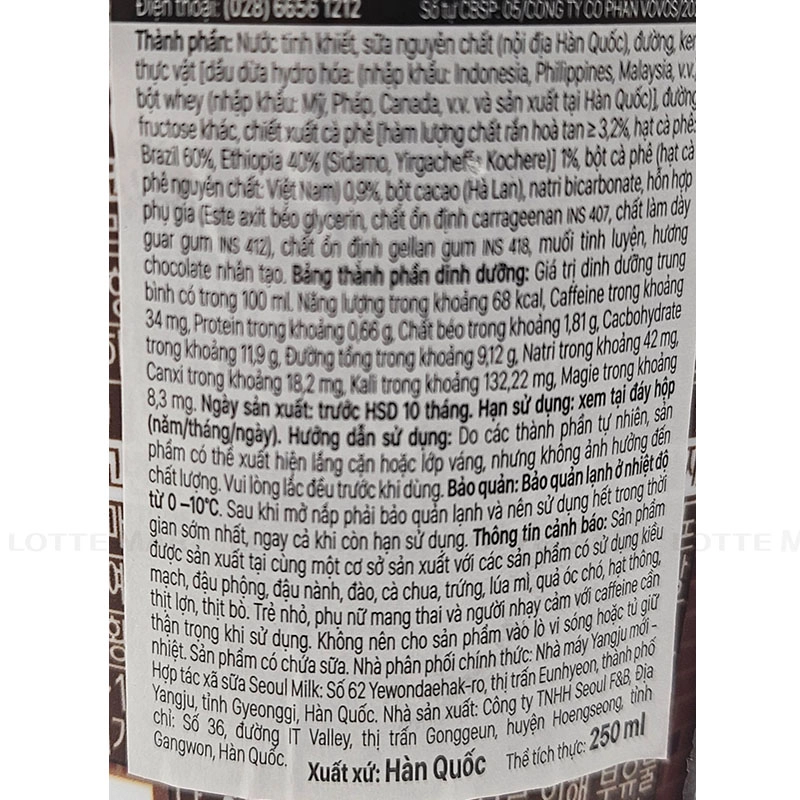 Điện thoại: (028) 6656 1212
Số tự CBSP: 05/CÔNG TY CỔ PHẦN VOVOS/20
Thành phần: Nước tinh khiết, sữa nguyên chất (nội địa Hàn Quốc), đường, kem
thực vật [dầu dừa hydro hóa: (nhập khẩu: Indonesia, Philippines, Malaysia, v.v.,
bột whey (nhập khẩu: Mỹ, Pháp, Canada, v.v. và sản xuất tại Hàn Quốc)], đường
fructose khác, chiết xuất cà phê [hàm lượng chất rắn hoà tan ≥ 3,2%, hạt cà phê:
Brazil 60%, Ethiopia 40% (Sidamo, Yirgacheffe Kochere)] 1%, bột cà phê (hạt cà
phê nguyên chất: Việt Nam) 0,9%, bột cacao (Hà Lan), natri bicarbonate, hỗn hợp
phụ gia (Este axit béo glycerin, chất ổn định carrageenan INS 407, chất làm dày
guar gum INS 412), chất ổn định gellan gum INS 418, muối tinh luyện, hương
chocolate nhân tạo. Bảng thành phần dinh dưỡng: Giá trị dinh dưỡng trung
bình có trong 100 ml. Năng lượng trong khoảng 68 kcal, Caffeine trong khoảng
34 mg, Protein trong khoảng 0,66 g, Chất béo trong khoảng 1,81 g, Cacbohydrate
trong khoảng 11,9 g, Đường tổng trong khoảng 9,12 g, Natri trong khoảng 42 mg,
Canxi trong khoảng 18,2 mg, Kali trong khoảng 132,22 mg, Magie trong khoảng
8,3 mg. Ngày sản xuất: trước HSD 10 tháng. Hạn sử dụng: xem tại đáy hộp
(năm/tháng/ngày). Hướng dẫn sử dụng: Do các thành phần tự nhiên, sản
phẩm có thể xuất hiện lắng cặn hoặc lớp váng, nhưng không ảnh hưởng đến
chất lượng. Vui lòng lắc đều trước khi dùng. Bảo quản: Bảo quản lạnh ở nhiệt độ
từ 0 –10°C. Sau khi mở nắp phải bảo quản lạnh và nên sử dụng hết trong thời
gian sớm nhất, ngay cả khi còn hạn sử dụng. Thông tin cảnh báo: Sản phẩm
được sản xuất tại cùng một cơ sở sản xuất với các sản phẩm có sử dụng kiều
mạch, đậu phộng, đậu nành, đào, cà chua, trứng, lúa mì, quả óc chó, hạt thông,
thịt lợn, thịt bò. Trẻ nhỏ, phụ nữ mang thai và người nhạy cảm với caffeine cần
thận trọng khi sử dụng. Không nên cho sản phẩm vào lò vi sóng hoặc tủ giữ
nhiệt. Sản phẩm có chứa sữa. Nhà phân phối chính thức: Nhà máy Yangju mới -
Hợp tác xã sữa Seoul Milk: Số 62 Yewondaehak-ro, thị trấn Eunhyeon, thành phố
Yangju, tỉnh Gyeonggi, Hàn Quốc. Nhà sản xuất: Công ty TNHH Seoul F&B, Địa
chỉ: Số 36, đường IT Valley, thị trấn Gonggeun, huyện Hoengseong, tỉnh
Gangwon, Hàn Quốc.
Xuất xứ: Hàn Quốc
Thể tích thực: 250 ml
LOTTE
LOTTE